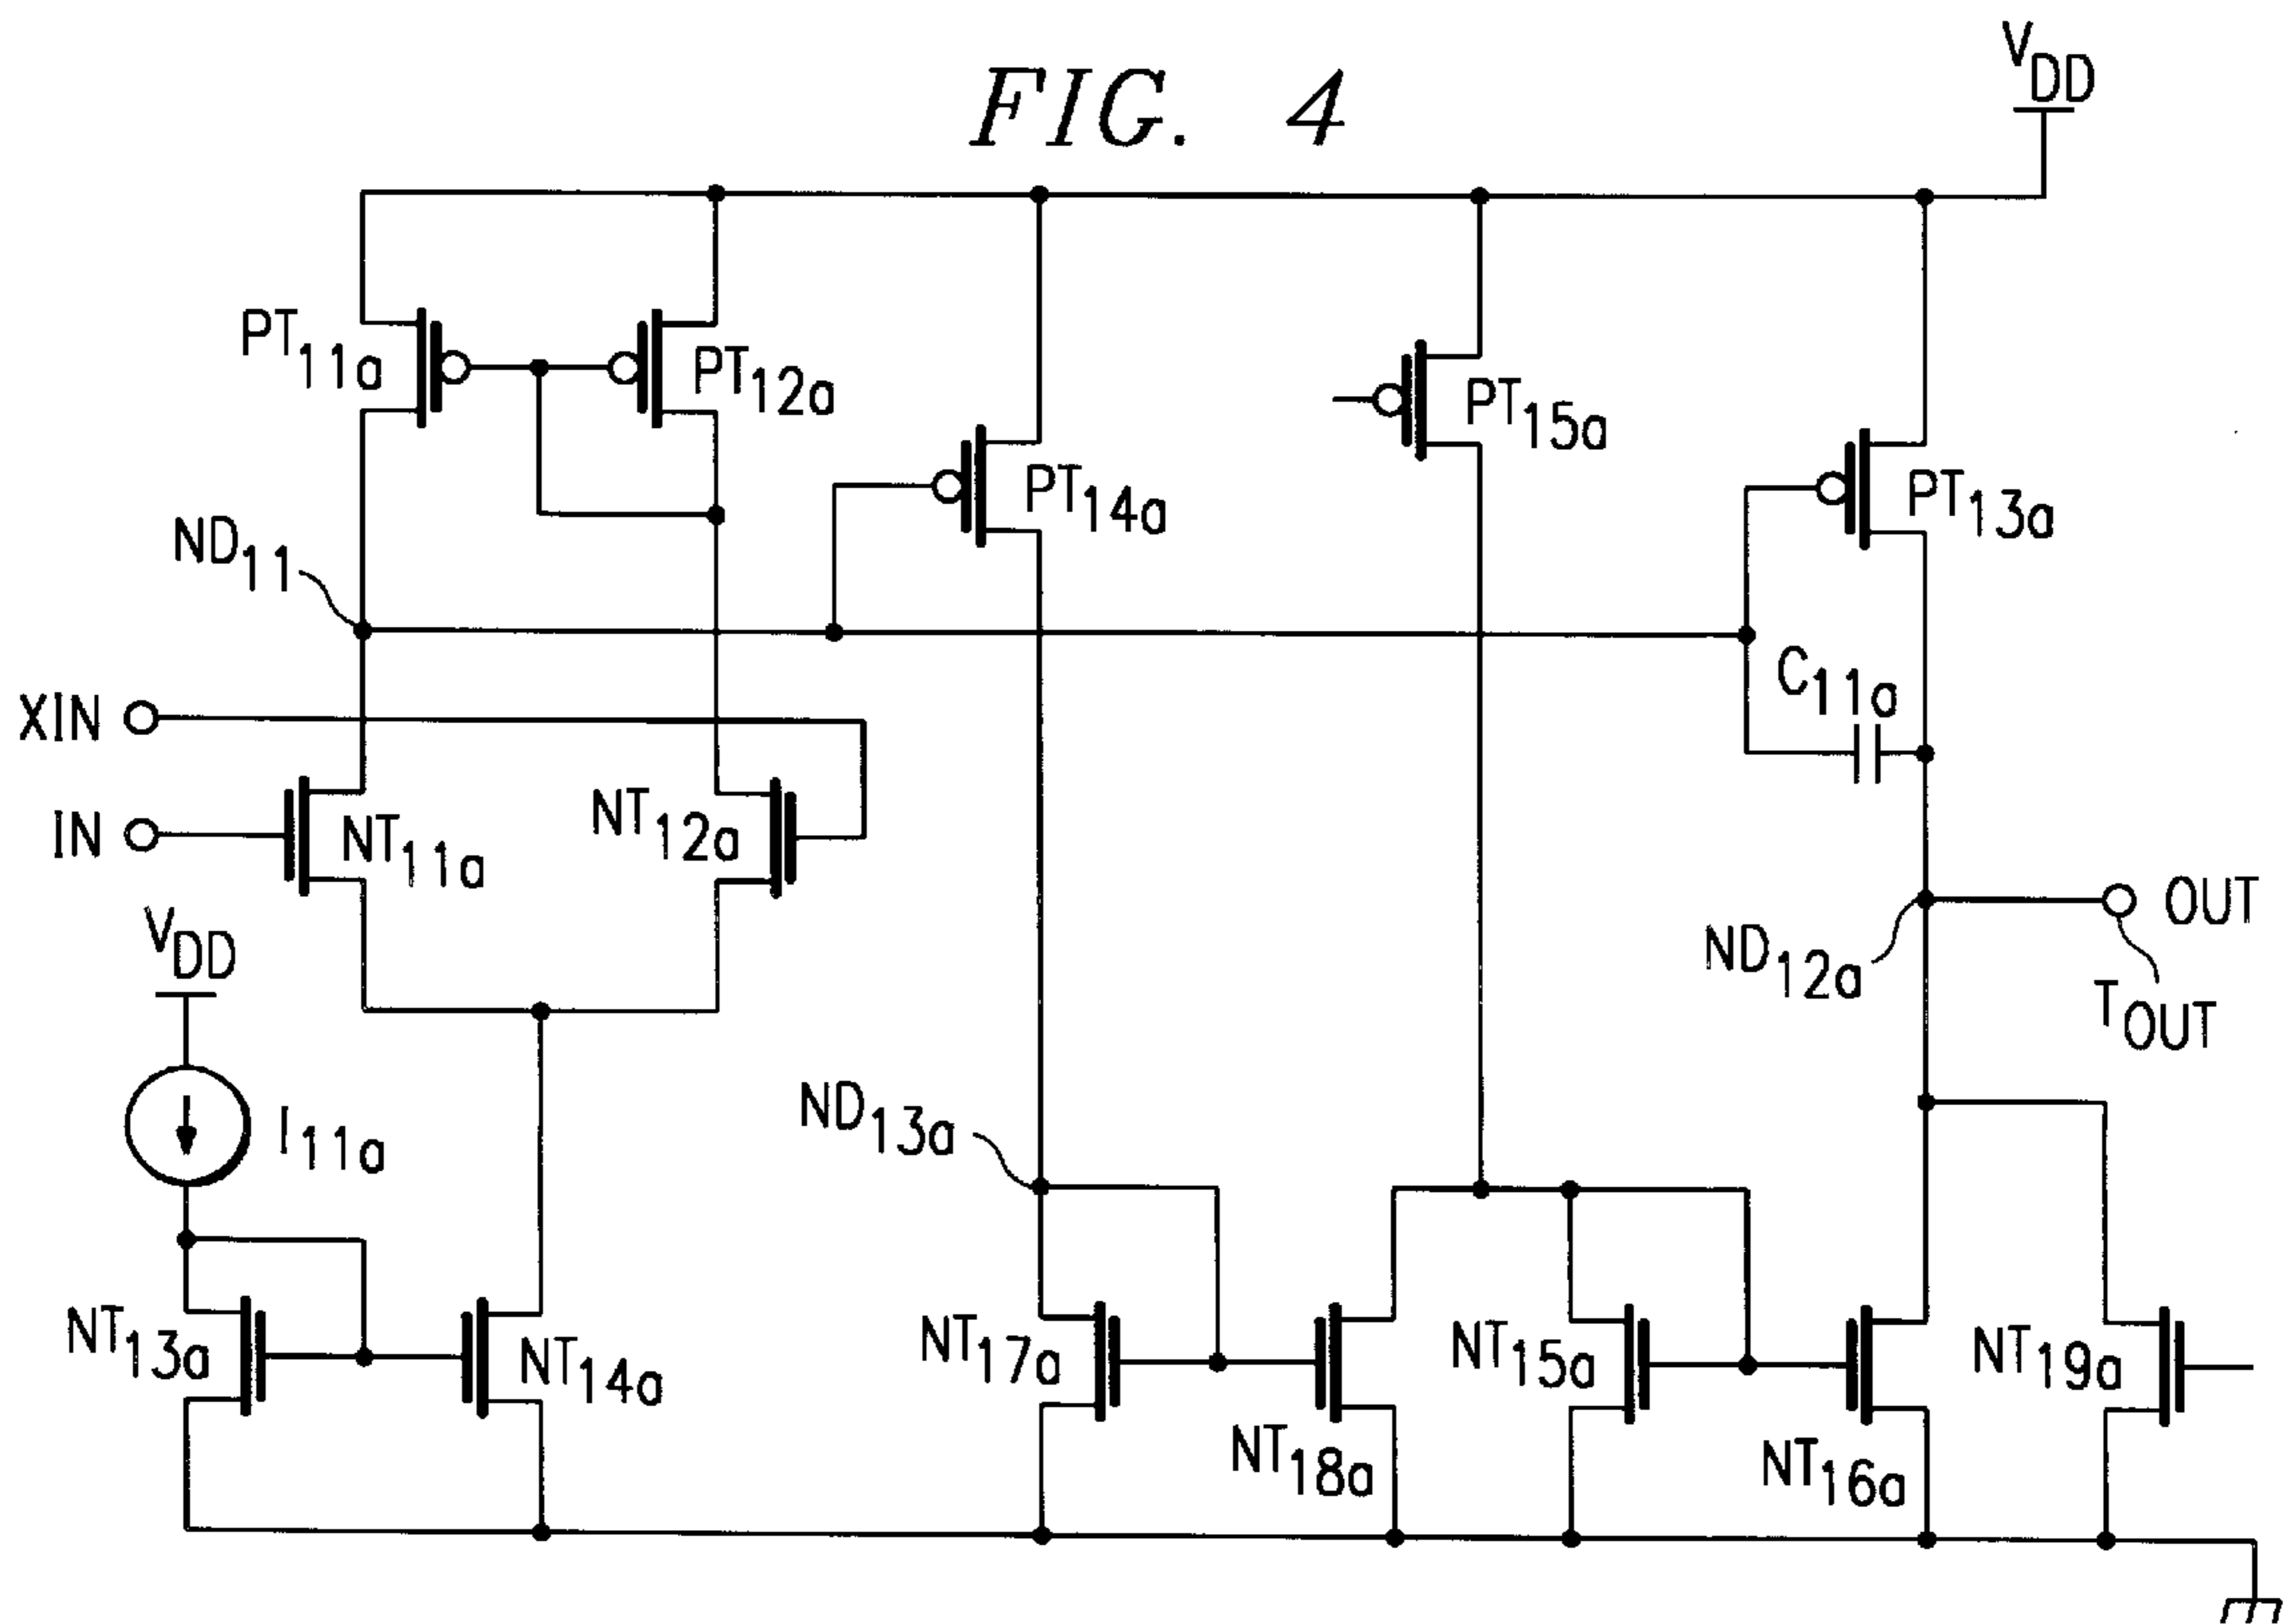 FIG. 4
VDD
PT11a
PT12a
PT15a
PT14a
PT13a
ND11
C11a
XIN
IN
NT11a
NT12a
OUT
ND12a
TOUT
VDD
I11a
ND13a
NT13a
NT14a
NT17a
NT18a
NT15a
NT16a
NT19a